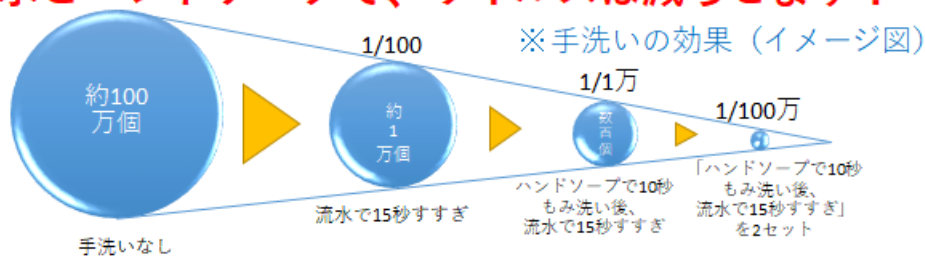 ※手洗いの効果（イメージ図）
約100
万個
手洗いなし
1/100
約
1
万個
流水で15秒すすぎ
1/1万
数
百
個
ハンドソープで10秒
もみ洗い後、
流水で15秒すすぎ
1/100万
「ハンドソープで10秒
もみ洗い後、
流水で15秒すすぎ」
を2セット